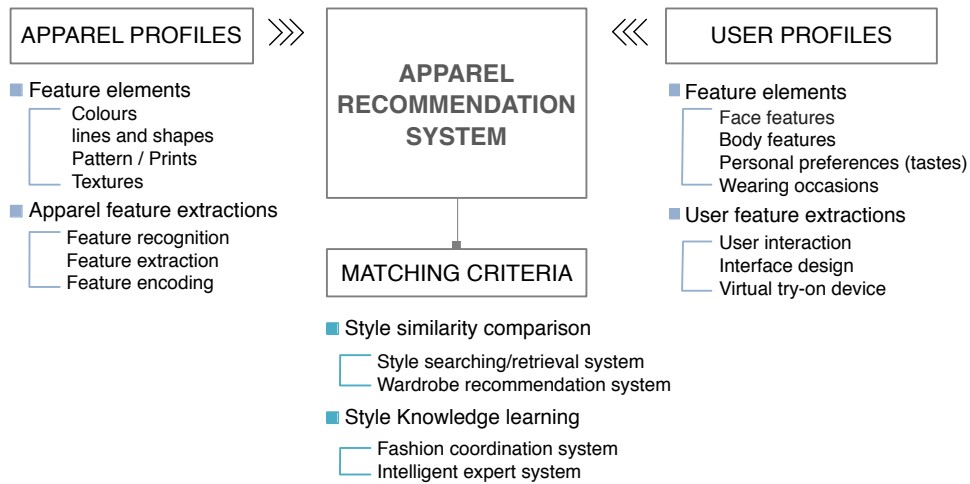 APPAREL PROFILES
Feature elements
Colours
lines and shapes
Pattern / Prints
Textures
Apparel feature extractions
Feature recognition
Feature extraction
Feature encoding
APPAREL
RECOMMENDATION
SYSTEM
MATCHING CRITERIA
Style similarity comparison
Style searching/retrieval system
Wardrobe recommendation system
Style Knowledge learning
Fashion coordination system
Intelligent expert system
USER PROFILES
Feature elements
Face features
Body features
Personal preferences (tastes)
Wearing occasions
User feature extractions
User interaction
Interface design
Virtual try-on device